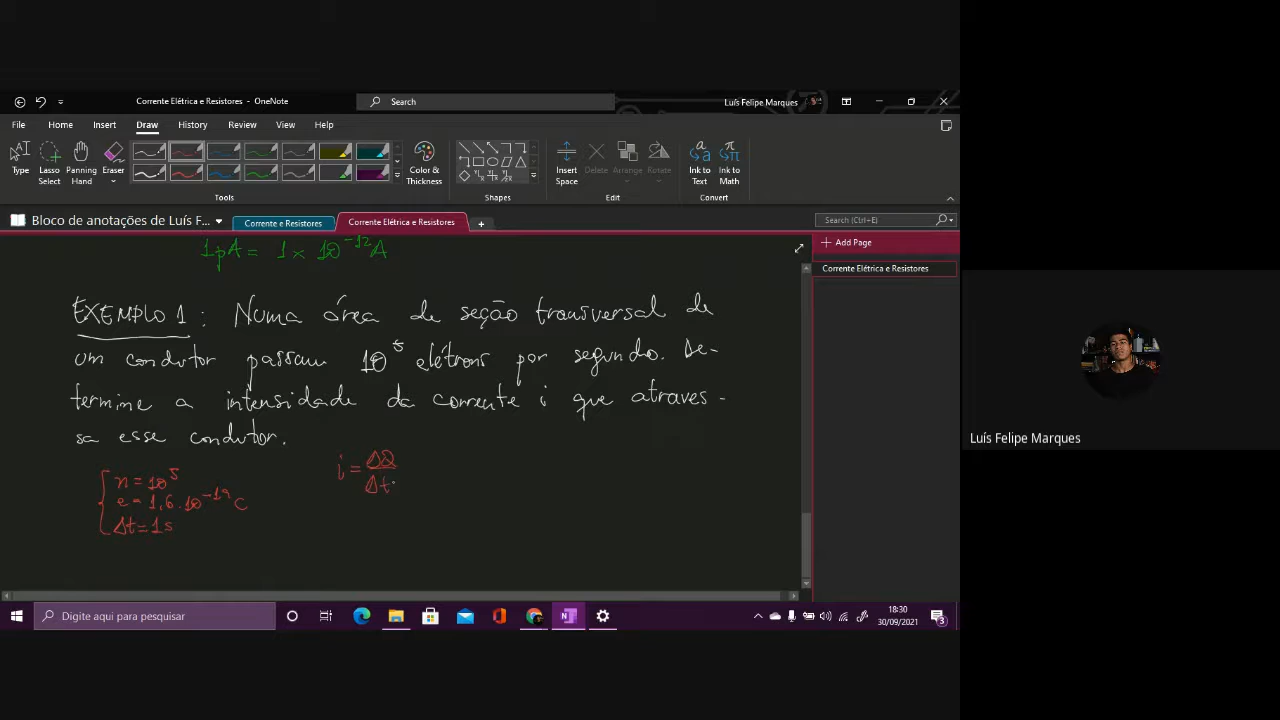 Corrente Elétrica e Resistores - OneNote
Search
Luís Felipe Marques
File Home Insert Draw History Review View Help
Type
Lasso Select
Panning Hand
Eraser
Color & Thickness
Insert Space
Delete
Arrange
Rotate
Ink to Text
Ink to Math
Tools
Shapes
Edit
Convert
Bloco de anotações de Luís F...
Corrente e Resistores
Corrente Elétrica e Resistores
Search (Ctrl+E)
Add Page
Corrente Elétrica e Resistores
1pA = 1 × 10⁻¹² A
EXEMPLO 1: Numa área de seção transversal de
um condutor passam 10⁵ elétrons por segundo. De-
termine a intensidade da corrente i que atraves-
sa esse condutor.
n = 10⁵
e = 1,6 . 10⁻¹⁹ C
Δt = 1s
i = ΔQ
Δt
Luís Felipe Marques
Digite aqui para pesquisar
18:30
30/09/2021
3